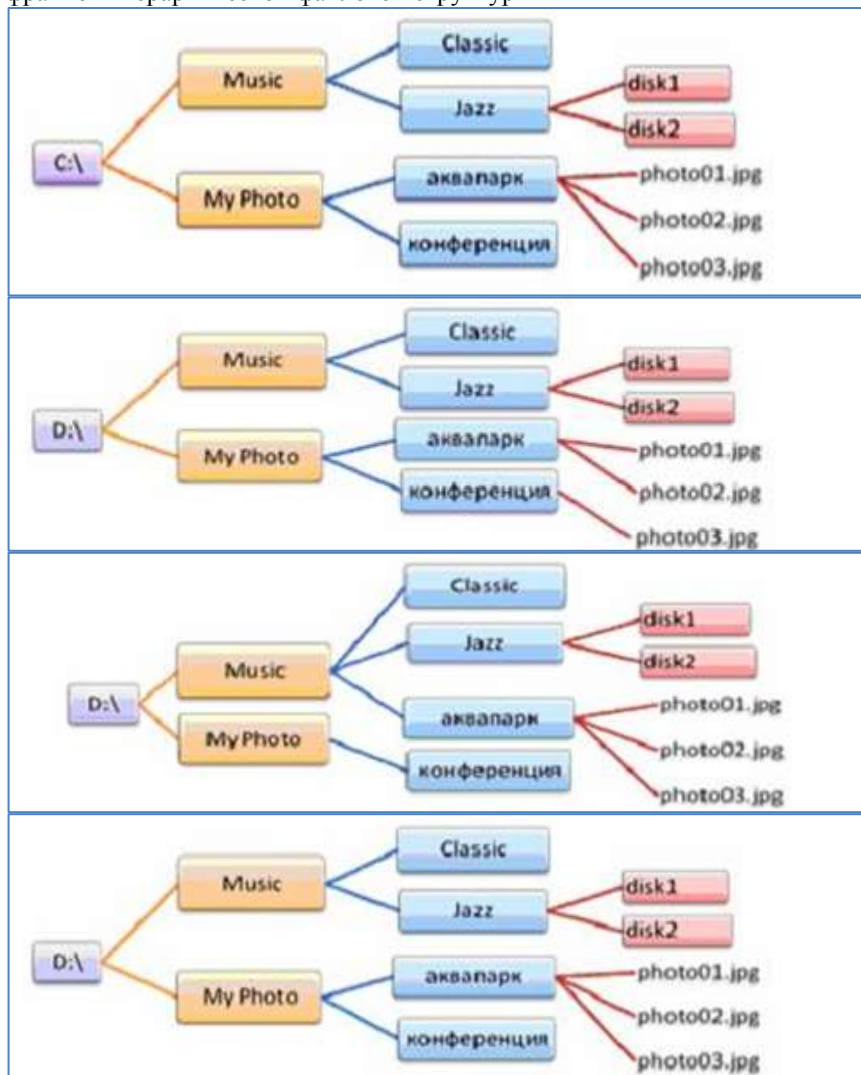 Classic
Music
disk1
Jazz
disk2
C:\
аквапарк
photo01.jpg
My Photo
photo02.jpg
конференция
photo03.jpg
Classic
Music
disk1
Jazz
disk2
D:\
аквапарк
photo01.jpg
My Photo
photo02.jpg
конференция
photo03.jpg
Classic
disk1
Jazz
disk2
Music
D:\
аквапарк
photo01.jpg
My Photo
photo02.jpg
конференция
photo03.jpg
Classic
Music
disk1
Jazz
disk2
D:\
аквапарк
photo01.jpg
My Photo
photo02.jpg
конференция
photo03.jpg